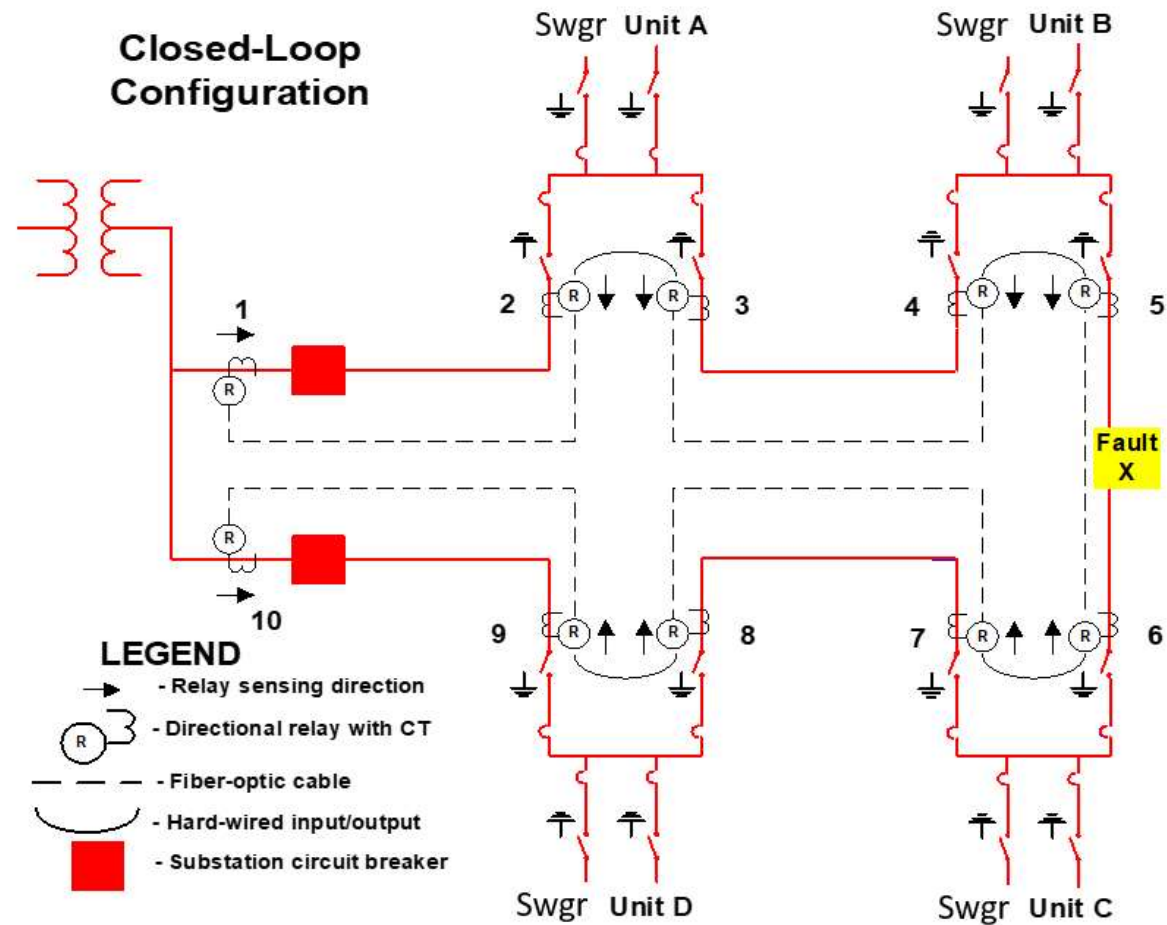 Closed-Loop
Configuration
Swgr Unit A
Swgr Unit B
1
R
2
R
R
3
4
R
R
5
Fault
X
R
10
9
R
R
8
7
R
R
6
LEGEND
- Relay sensing direction
R
- Directional relay with CT
- Fiber-optic cable
- Hard-wired input/output
- Substation circuit breaker
Swgr Unit D
Swgr Unit C